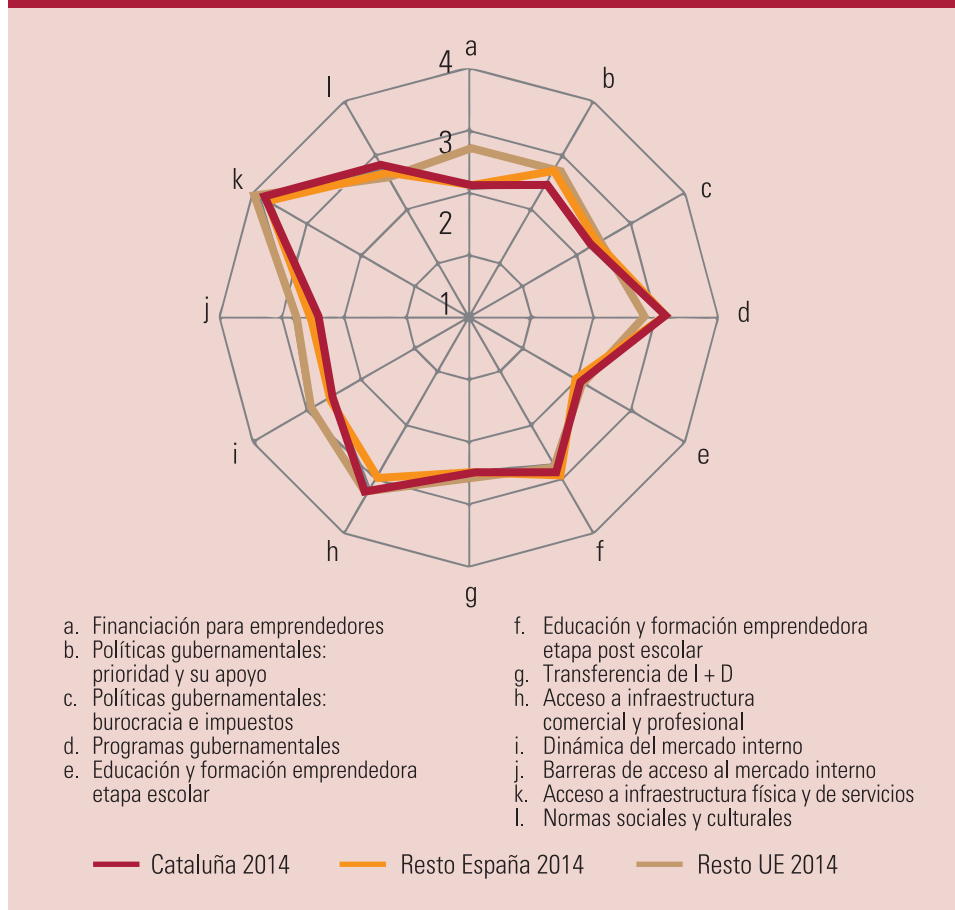 a
b
c
d
e
f
g
h
i
j
k
l
4
3
2
1
a. Financiación para emprendedores
b. Políticas gubernamentales:
prioridad y su apoyo
c. Políticas gubernamentales:
burocracia e impuestos
d. Programas gubernamentales
e. Educación y formación emprendedora
etapa escolar
f. Educación y formación emprendedora
etapa post escolar
g. Transferencia de I + D
h. Acceso a infraestructura
comercial y profesional
i. Dinámica del mercado interno
j. Barreras de acceso al mercado interno
k. Acceso a infraestructura física y de servicios
l. Normas sociales y culturales
Cataluña 2014
Resto España 2014
Resto UE 2014